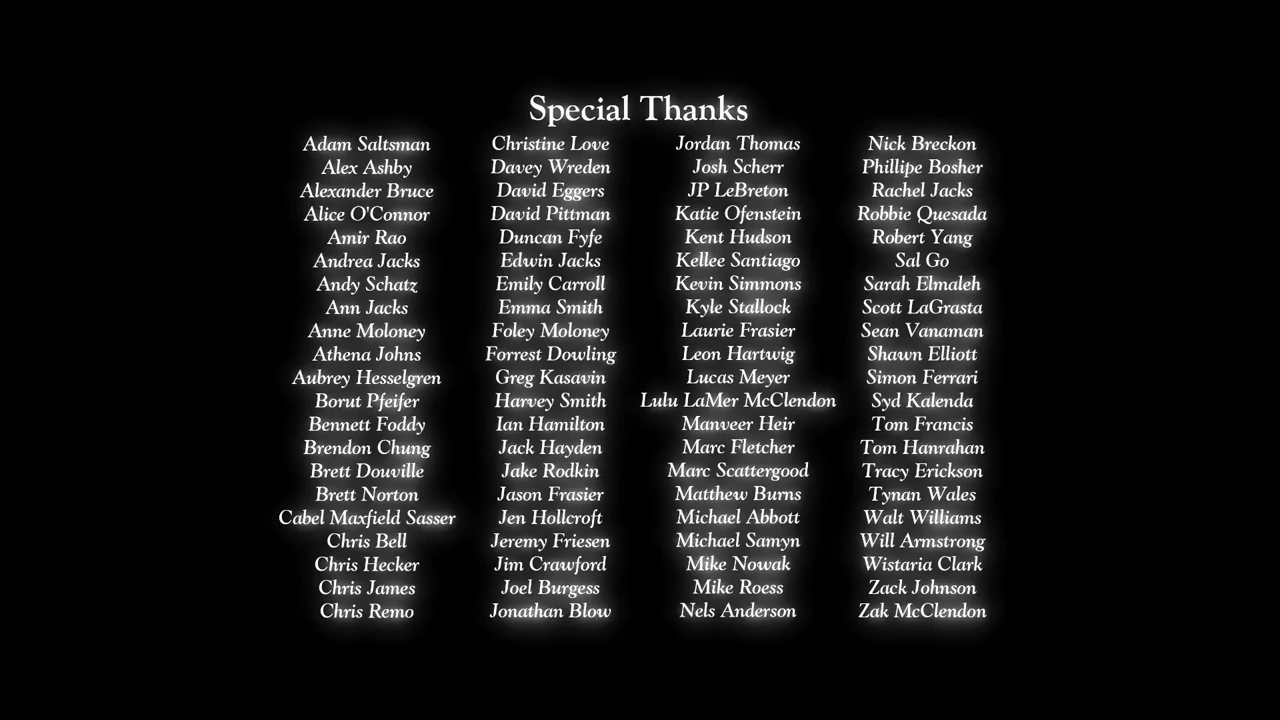 Special Thanks
Adam Saltsman
Alex Ashby
Alexander Bruce
Alice O'Connor
Amir Rao
Andrea Jacks
Andy Schatz
Ann Jacks
Anne Moloney
Athena Johns
Aubrey Hesselgren
Borut Pfeifer
Bennett Foddy
Brendon Chung
Brett Douville
Brett Norton
Cabel Maxfield Sasser
Chris Bell
Chris Hecker
Chris James
Chris Remo
Christine Love
Davey Wreden
David Eggers
David Pittman
Duncan Fyfe
Edwin Jacks
Emily Carroll
Emma Smith
Foley Moloney
Forrest Dowling
Greg Kasavin
Harvey Smith
Ian Hamilton
Jack Hayden
Jake Rodkin
Jason Frasier
Jen Hollcroft
Jeremy Friesen
Jim Crawford
Joel Burgess
Jonathan Blow
Jordan Thomas
Josh Scherr
JP LeBreton
Katie Ofenstein
Kent Hudson
Kellee Santiago
Kevin Simmons
Kyle Stallock
Laurie Frasier
Leon Hartwig
Lucas Meyer
Lulu LaMer McClendon
Manveer Heir
Marc Fletcher
Marc Scattergood
Matthew Burns
Michael Abbott
Michael Samyn
Mike Nowak
Mike Roess
Nels Anderson
Nick Breckon
Phillipe Bosher
Rachel Jacks
Robbie Quesada
Robert Yang
Sal Go
Sarah Elmaleh
Scott LaGrasta
Sean Vanaman
Shawn Elliott
Simon Ferrari
Syd Kalenda
Tom Francis
Tom Hanrahan
Tracy Erickson
Tynan Wales
Walt Williams
Will Armstrong
Wistaria Clark
Zack Johnson
Zak McClendon